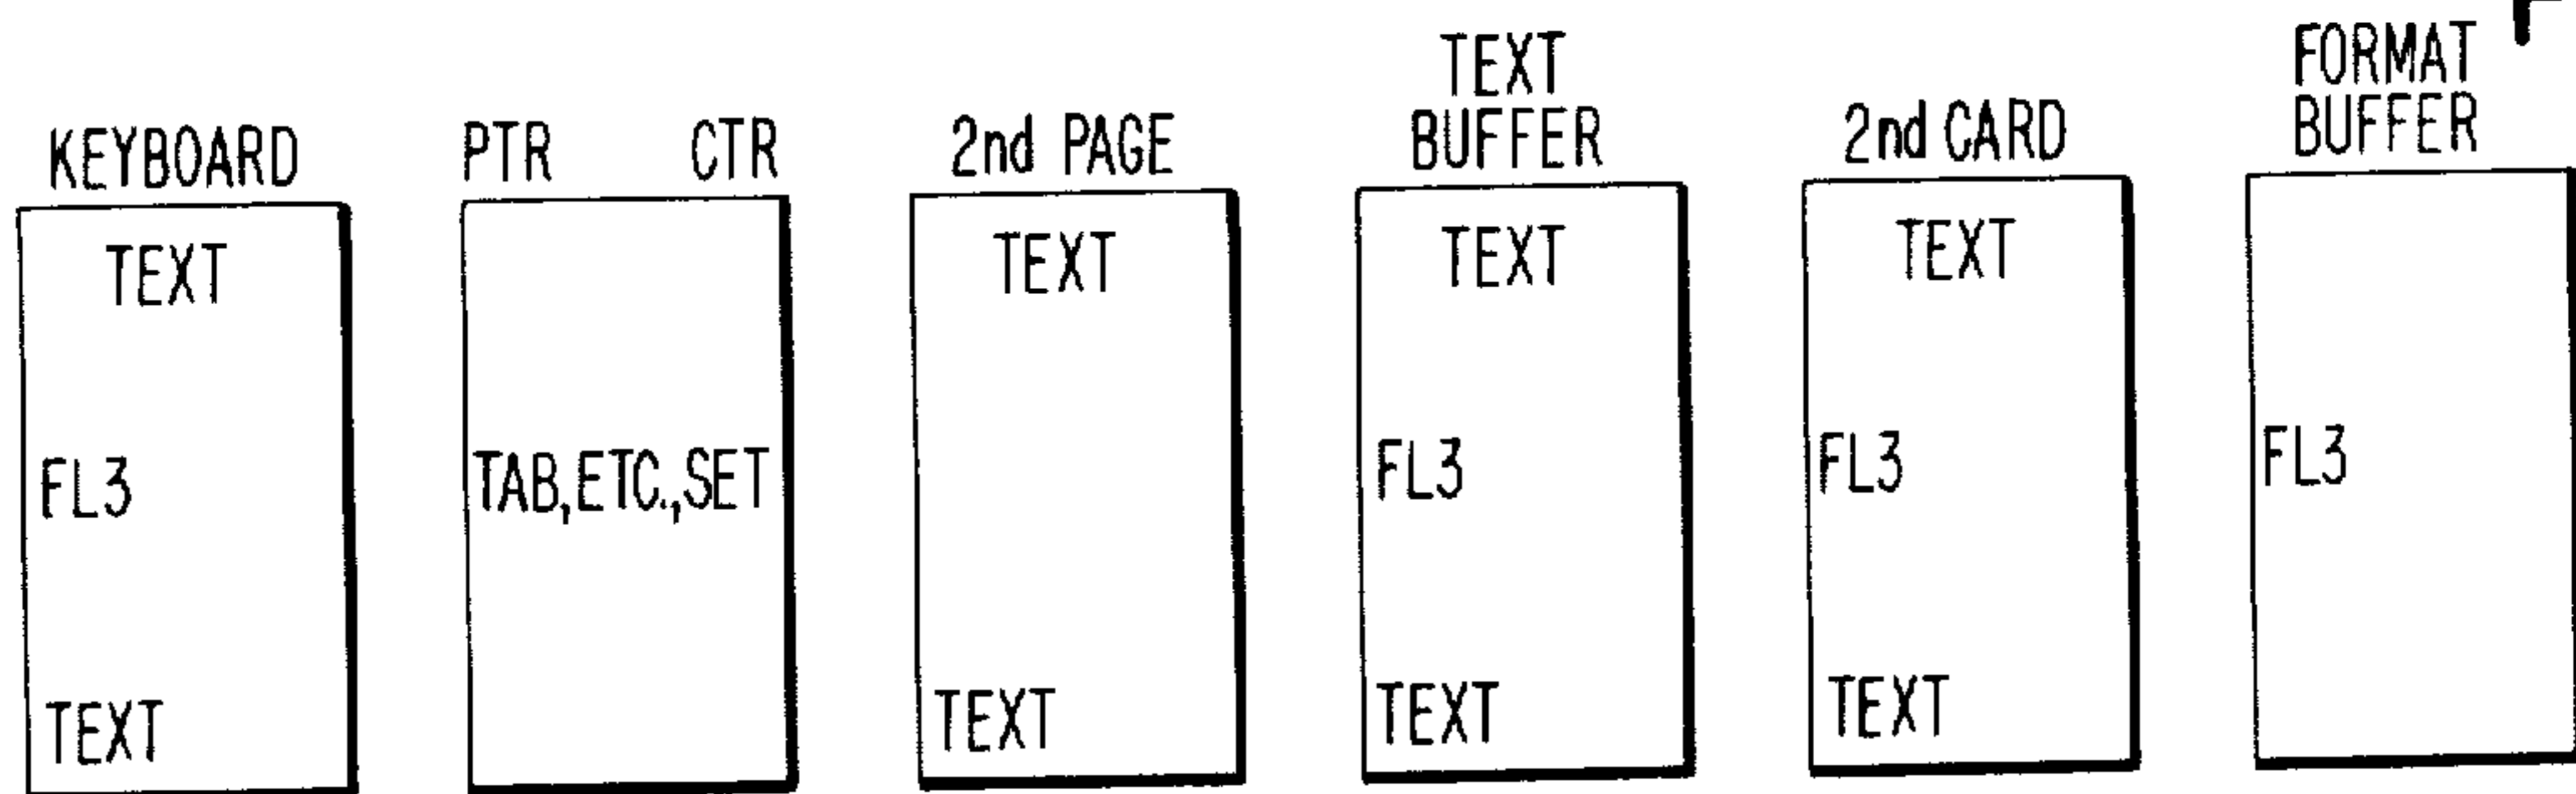 KEYBOARD
TEXT
FL3
TEXT
PTR CTR
TAB,ETC.,SET
2nd PAGE
TEXT
TEXT
TEXT
BUFFER
TEXT
FL3
TEXT
2nd CARD
TEXT
FL3
TEXT
FORMAT
BUFFER
FL3